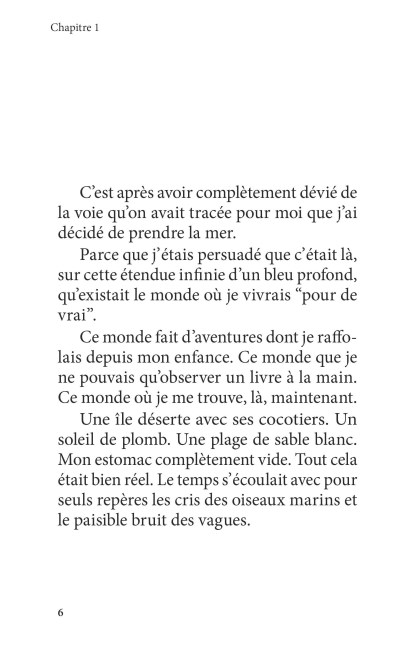 Chapitre 1
C’est après avoir complètement dévié de
la voie qu’on avait tracée pour moi que j’ai
décidé de prendre la mer.
Parce que j’étais persuadé que c’était là,
sur cette étendue infinie d’un bleu profond,
qu’existait le monde où je vivrais “pour de
vrai”.
Ce monde fait d’aventures dont je raffo-
lais depuis mon enfance. Ce monde que je
ne pouvais qu’observer un livre à la main.
Ce monde où je me trouve, là, maintenant.
Une île déserte avec ses cocotiers. Un
soleil de plomb. Une plage de sable blanc.
Mon estomac complètement vide. Tout cela
était bien réel. Le temps s’écoulait avec pour
seuls repères les cris des oiseaux marins et
le paisible bruit des vagues.
6